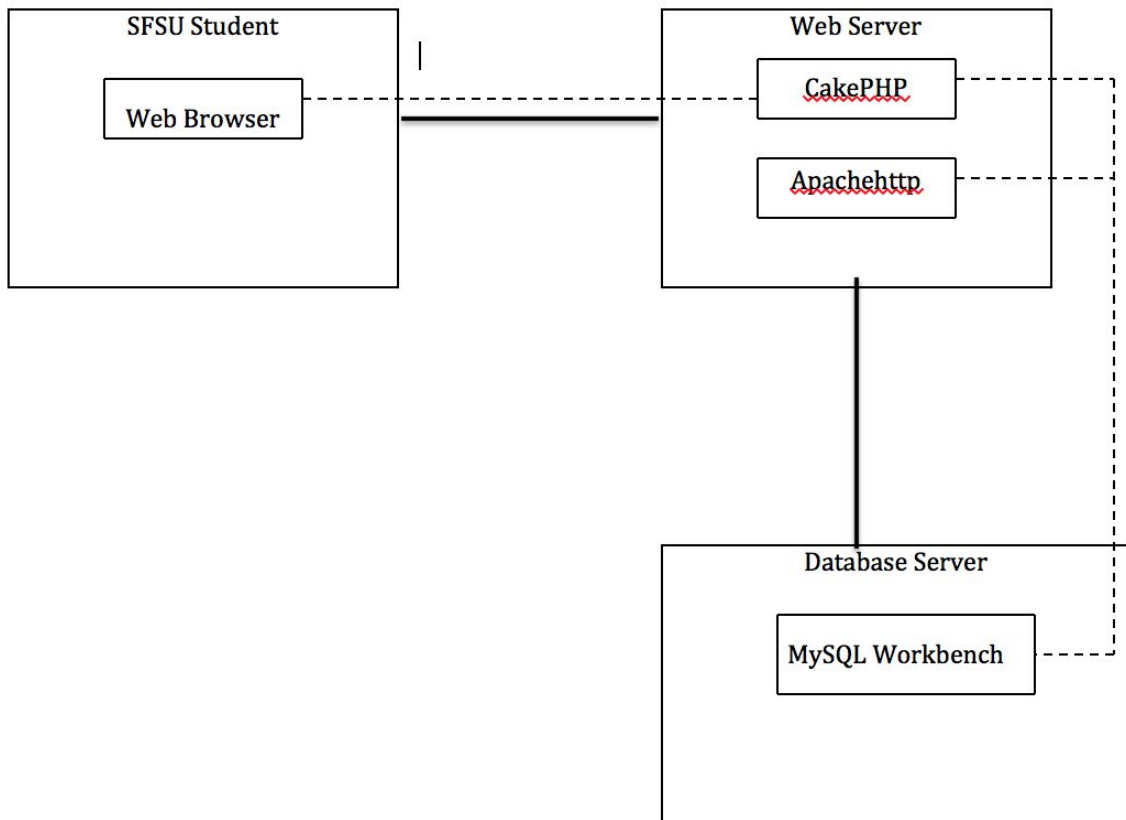 SFSU Student
Web Browser
Web Server
CakePHP
Apachehttp
Database Server
MySQL Workbench